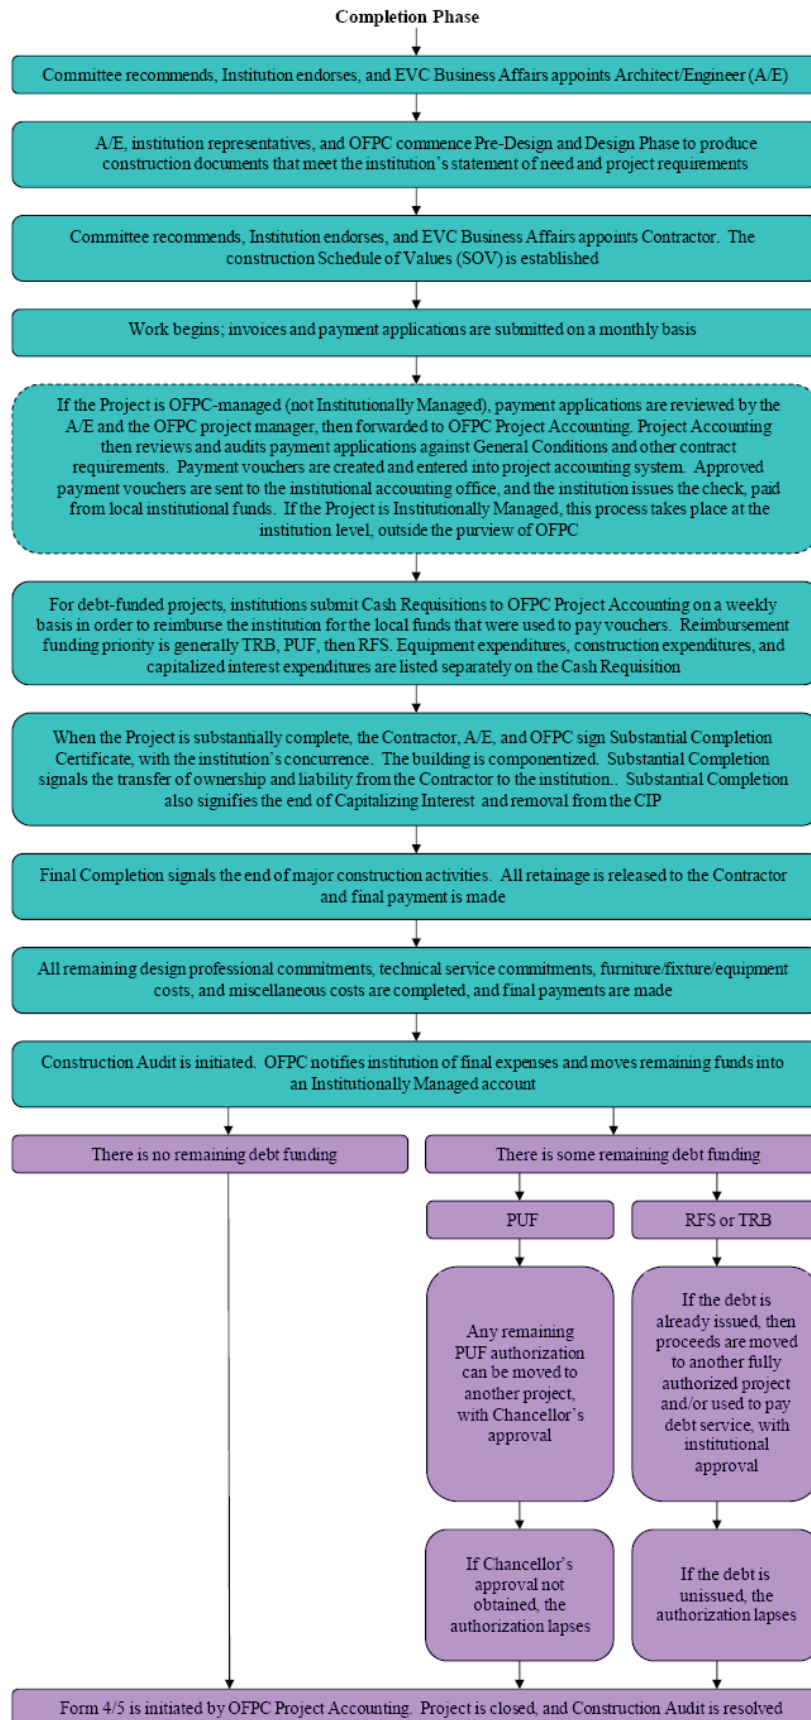 Completion Phase
Committee recommends, Institution endorses, and EVC Business Affairs appoints Architect/Engineer (A/E)
A/E, institution representatives, and OFPC commence Pre-Design and Design Phase to produce
construction documents that meet the institution's statement of need and project requirements
Committee recommends, Institution endorses, and EVC Business Affairs appoints Contractor. The
construction Schedule of Values (SOV) is established
Work begins; invoices and payment applications are submitted on a monthly basis
If the Project is OFPC-managed (not Institutionally Managed), payment applications are reviewed by the
A/E and the OFPC project manager, then forwarded to OFPC Project Accounting. Project Accounting
then reviews and audits payment applications against General Conditions and other contract
requirements. Payment vouchers are created and entered into project accounting system. Approved
payment vouchers are sent to the institutional accounting office, and the institution issues the check, paid
from local institutional funds. If the Project is Institutionally Managed, this process takes place at the
institution level, outside the purview of OFPC
For debt-funded projects, institutions submit Cash Requisitions to OFPC Project Accounting on a weekly
basis in order to reimburse the institution for the local funds that were used to pay vouchers. Reimbursement
funding priority is generally TRB, PUF, then RFS. Equipment expenditures, construction expenditures, and
capitalized interest expenditures are listed separately on the Cash Requisition
When the Project is substantially complete, the Contractor, A/E, and OFPC sign Substantial Completion
Certificate, with the institution's concurrence. The building is componentized. Substantial Completion
signals the transfer of ownership and liability from the Contractor to the institution.. Substantial Completion
also signifies the end of Capitalizing Interest and removal from the CIP
Final Completion signals the end of major construction activities. All retainage is released to the Contractor
and final payment is made
All remaining design professional commitments, technical service commitments, furniture/fixture/equipment
costs, and miscellaneous costs are completed, and final payments are made
Construction Audit is initiated. OFPC notifies institution of final expenses and moves remaining funds into
an Institutionally Managed account
There is no remaining debt funding
There is some remaining debt funding
PUF
RFS or TRB
Any remaining
PUF authorization
can be moved to
another project,
with Chancellor's
approval
If the debt is
already issued, then
proceeds are moved
to another fully
authorized project
and/or used to pay
debt service, with
institutional
approval
If Chancellor's
approval not
obtained, the
authorization lapses
If the debt is
unissued, the
authorization lapses
Form 4/5 is initiated by OFPC Project Accounting. Project is closed, and Construction Audit is resolved